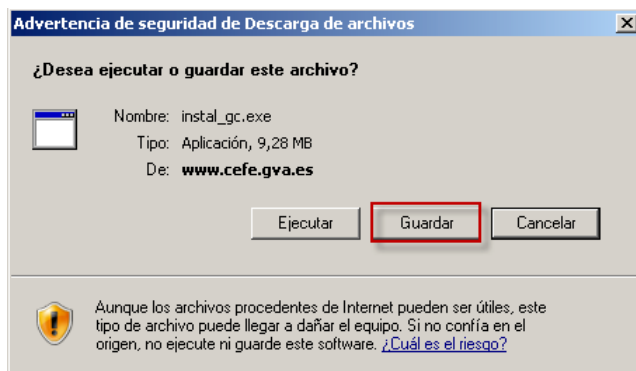 Advertencia de seguridad de Descarga de archivos
¿Desea ejecutar o guardar este archivo?
Nombre: instal_gc.exe
Tipo: Aplicación, 9,28 MB
De: www.cefe.gva.es
Ejecutar Guardar Cancelar
Aunque los archivos procedentes de Internet pueden ser útiles, este
tipo de archivo puede llegar a dañar el equipo. Si no confía en el
origen, no ejecute ni guarde este software. ¿Cuál es el riesgo?